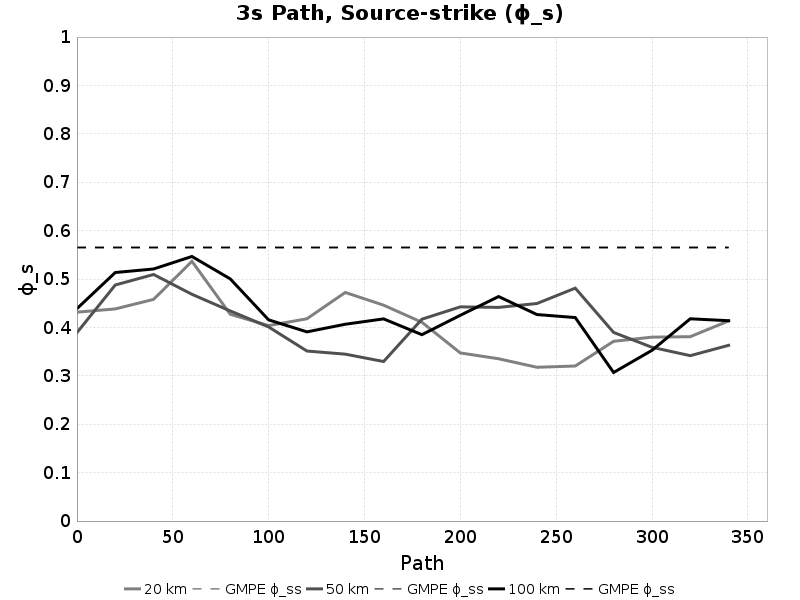 3s Path, Source-strike (ϕ_s)
1
0.9
0.8
0.7
0.6
0.5
0.4
0.3
0.2
0.1
0
ϕ_s
0 50 100 150 200 250 300 350
Path
20 km GMPE ϕ_ss 50 km GMPE ϕ_ss 100 km GMPE ϕ_ss